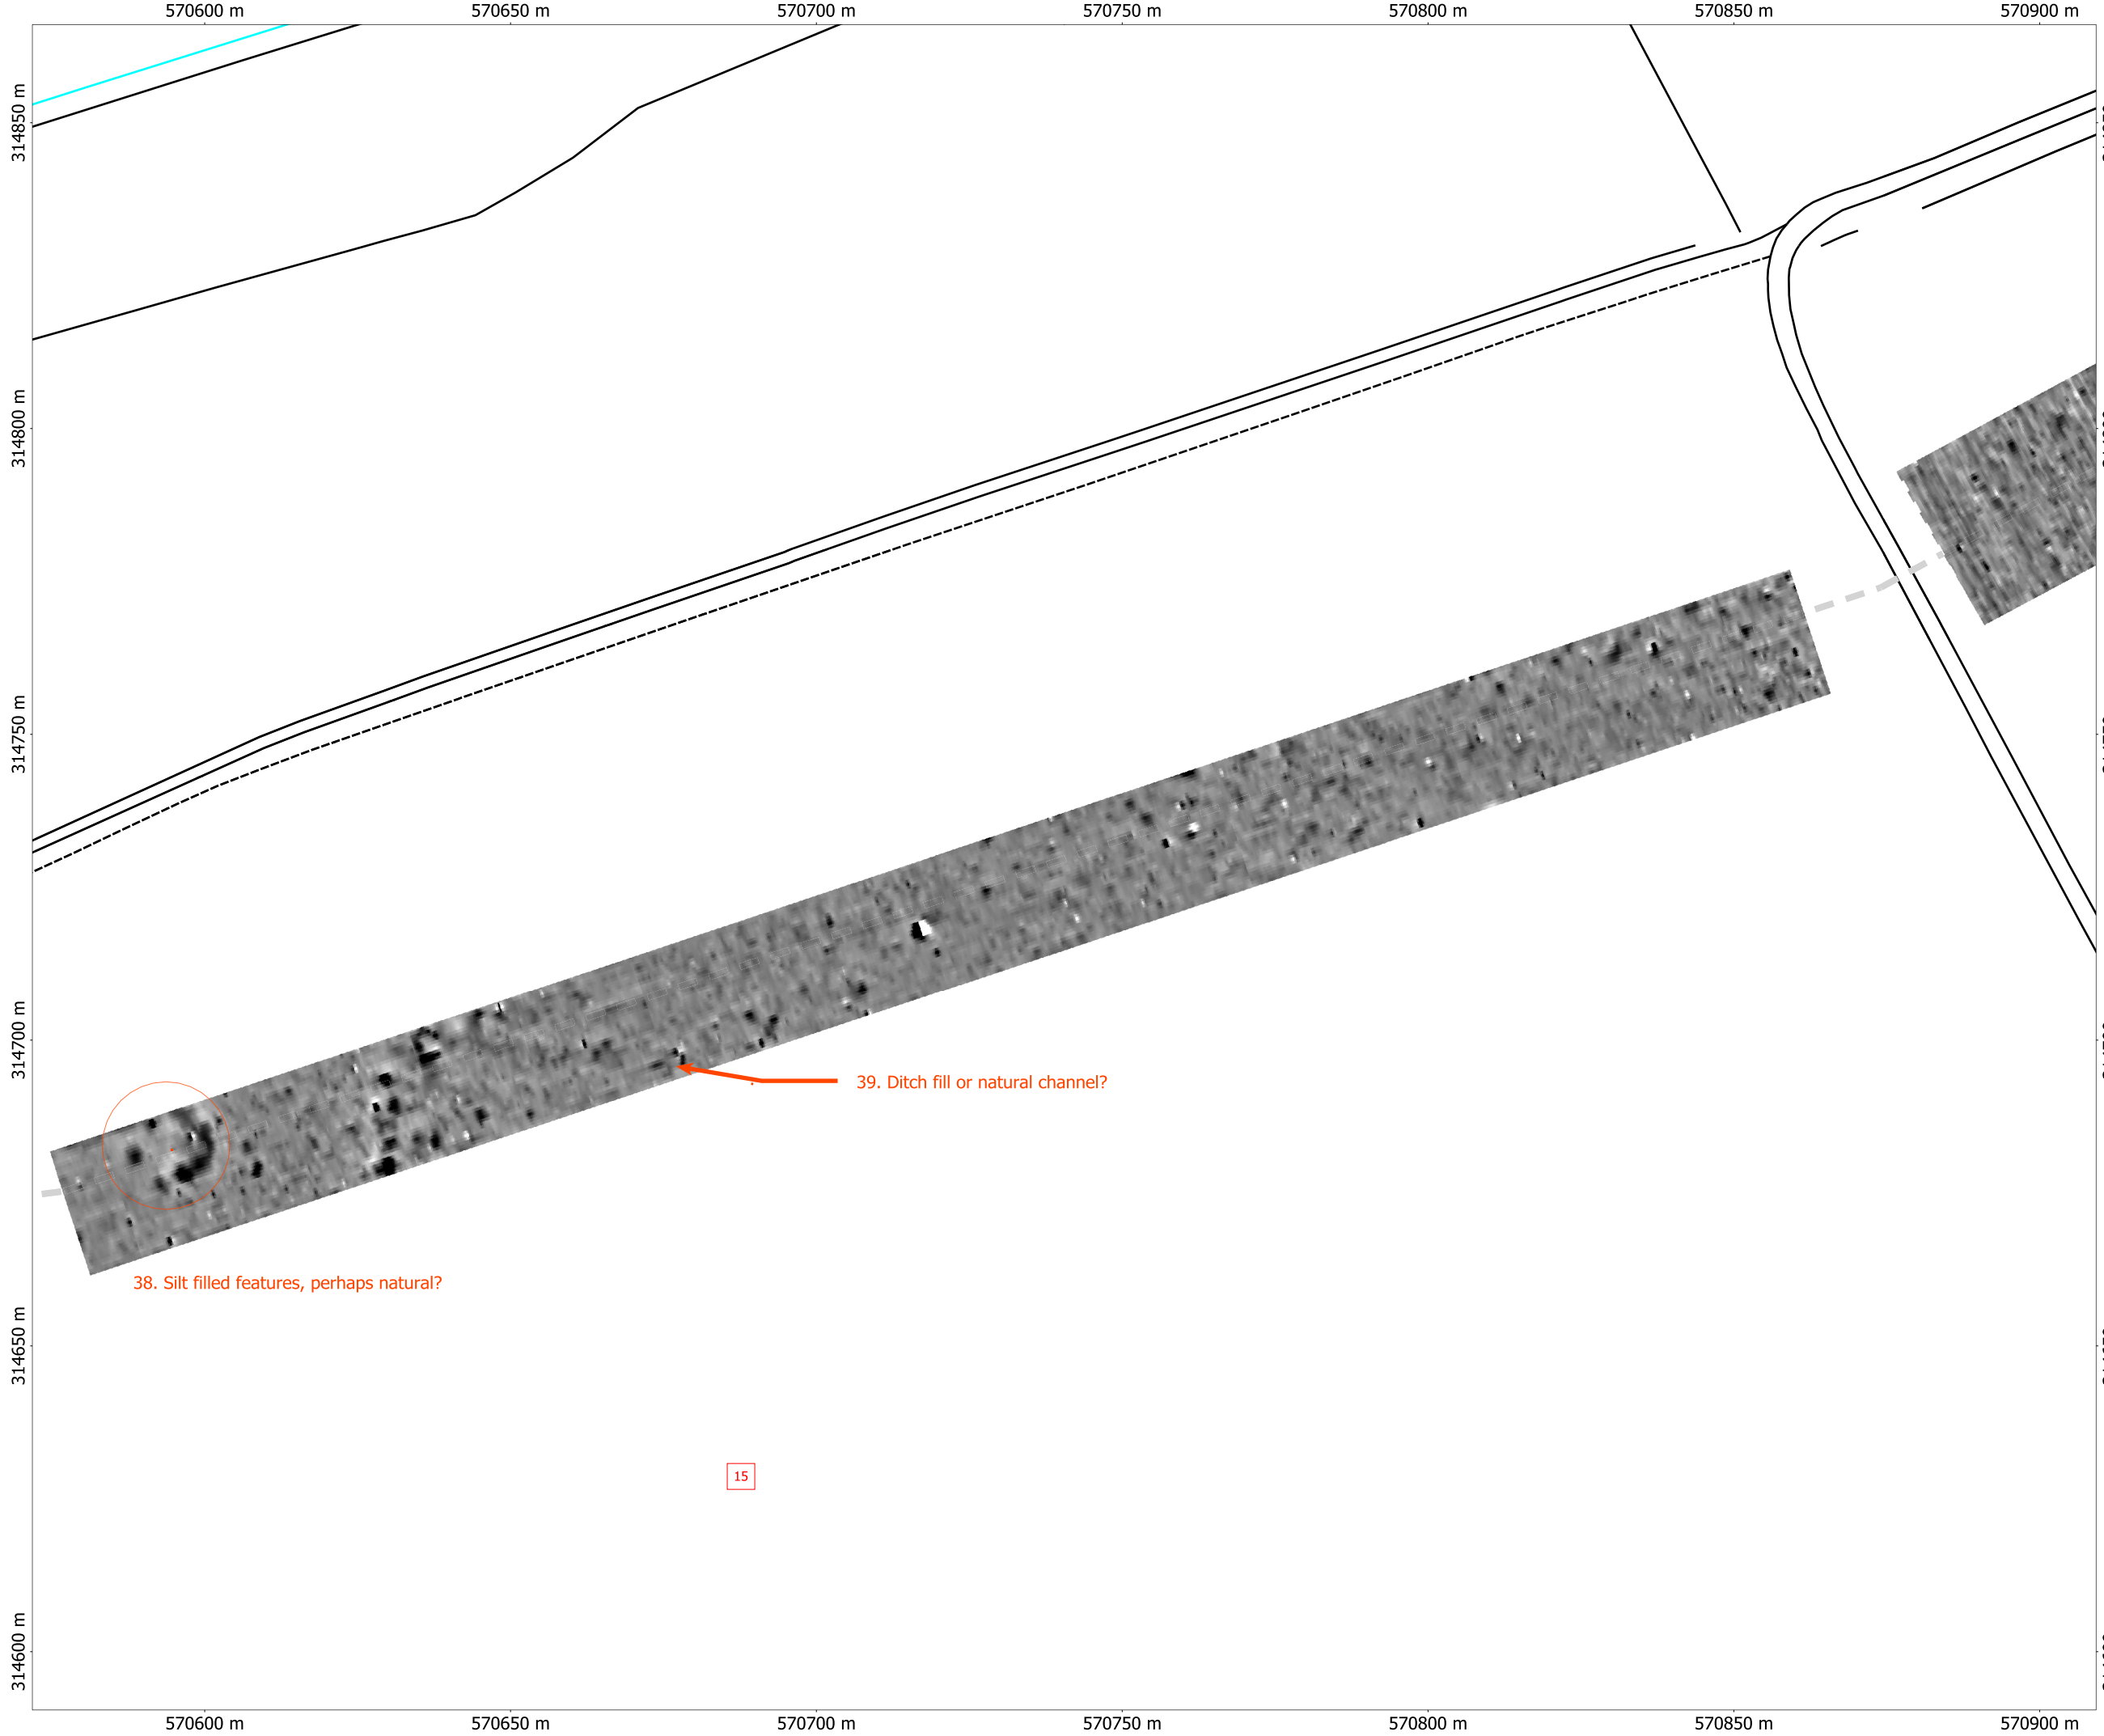 570600 m 570650 m 570700 m 570750 m 570800 m 570850 m 570900 m
314850 m
314800 m
314750 m
314700 m
314650 m
314600 m
39. Ditch fill or natural channel?
38. Silt filled features, perhaps natural?
15
570600 m 570650 m 570700 m 570750 m 570800 m 570850 m 570900 m